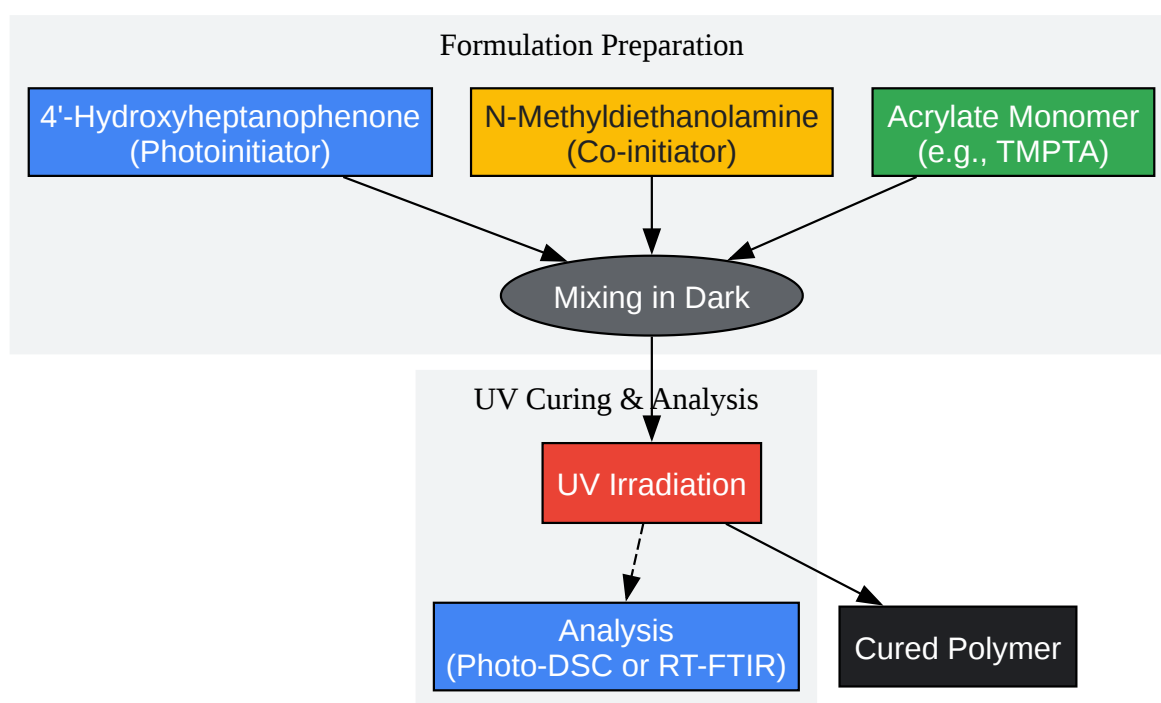 Formulation Preparation
4'-Hydroxyheptanophenone
(Photoinitiator)
N-Methyldiethanolamine
(Co-initiator)
Acrylate Monomer
(e.g., TMPTA)
Mixing in Dark
UV Curing & Analysis
UV Irradiation
Analysis
(Photo-DSC or RT-FTIR)
Cured Polymer